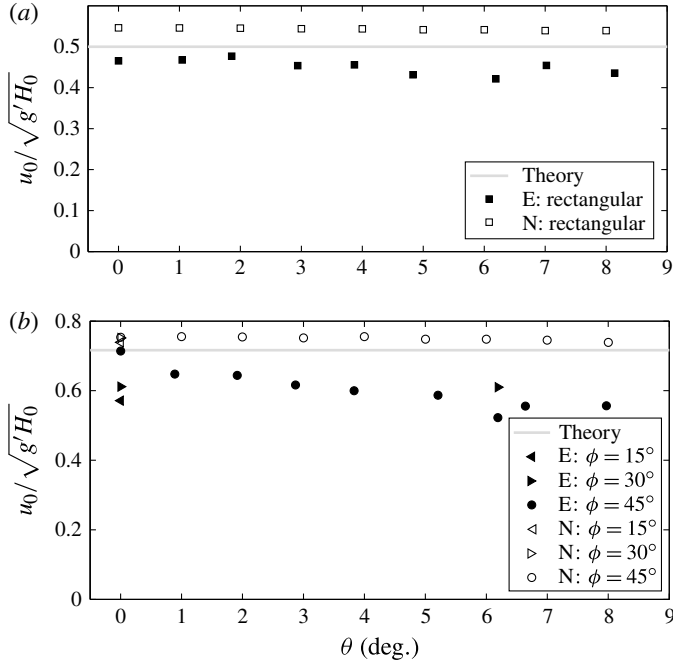 (a)
0.5
0.4
0.3
0.2
0.1
0
u₀/√g′H₀
Theory
E: rectangular
N: rectangular
0 1 2 3 4 5 6 7 8 9
(b)
0.8
0.6
0.4
0.2
0
u₀/√g′H₀
Theory
E: ϕ = 15°
E: ϕ = 30°
E: ϕ = 45°
N: ϕ = 15°
N: ϕ = 30°
N: ϕ = 45°
0 1 2 3 4 5 6 7 8 9
θ (deg.)